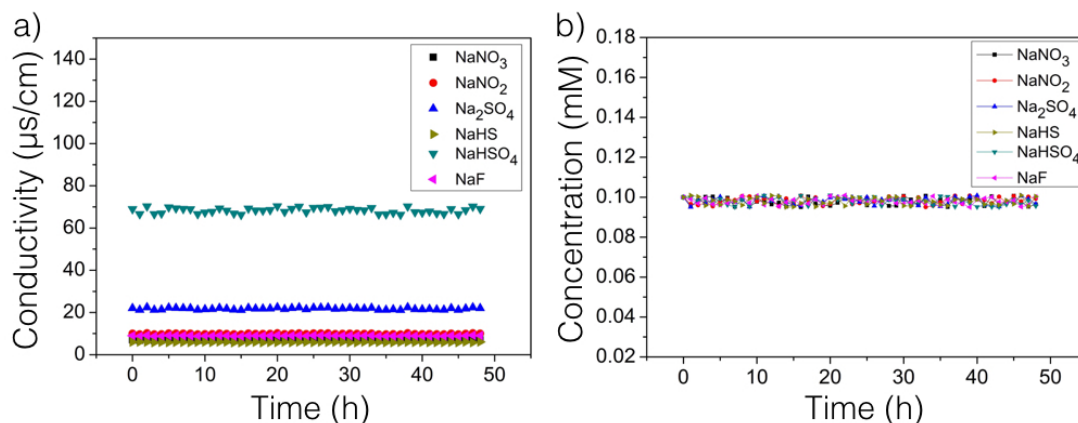 a)
Conductivity (μs/cm)
140
120
100
80
60
40
20
0
NaNO₃
NaNO₂
Na₂SO₄
NaHS
NaHSO₄
NaF
0 10 20 30 40 50
Time (h)
b)
Concentration (mM)
0.18
0.16
0.14
0.12
0.10
0.08
0.06
0.04
0.02
NaNO₃
NaNO₂
Na₂SO₄
NaHS
NaHSO₄
NaF
0 10 20 30 40 50
Time (h)